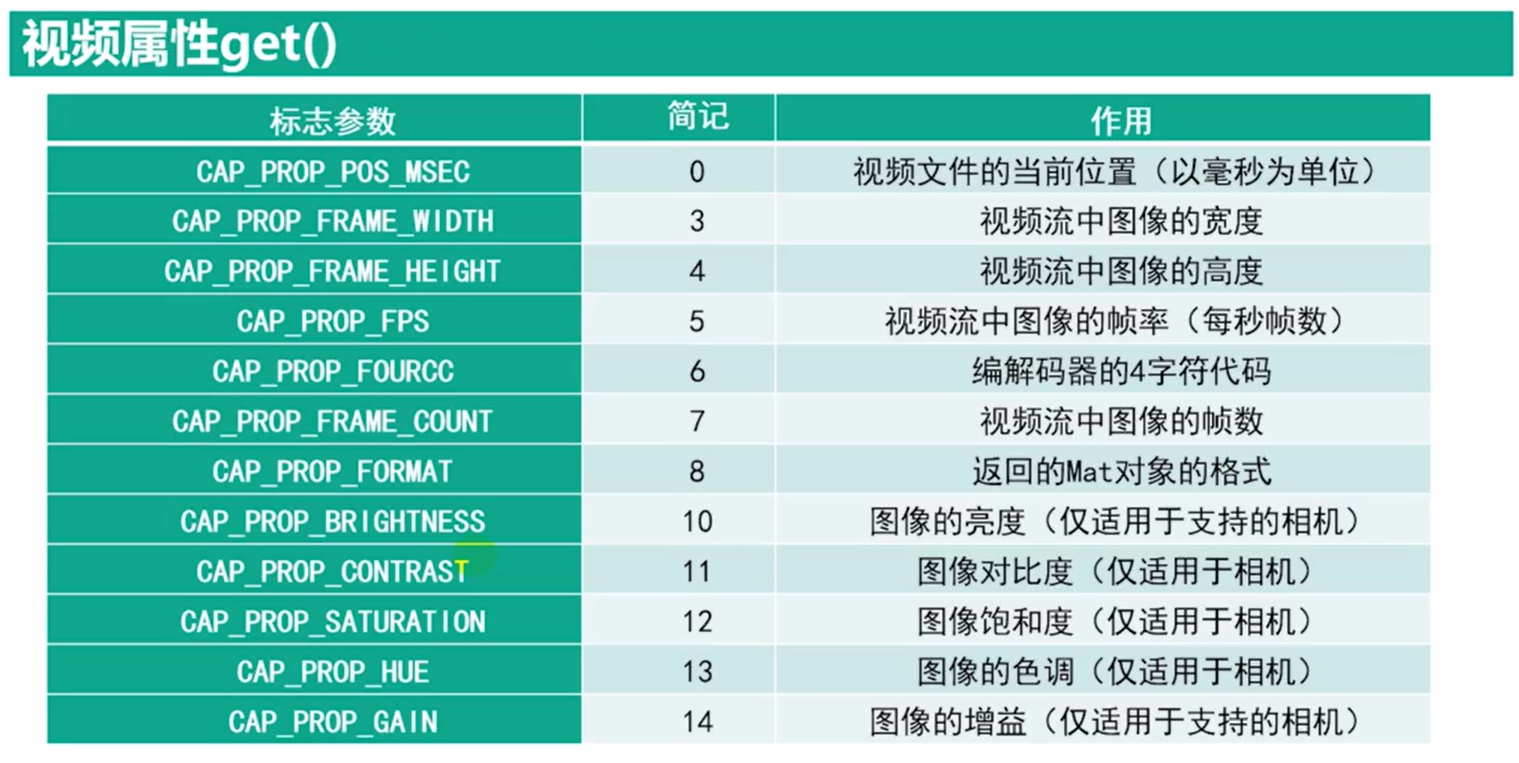 视频属性get()
标志参数 简记 作用
CAP_PROP_POS_MSEC 0 视频文件的当前位置（以毫秒为单位）
CAP_PROP_FRAME_WIDTH 3 视频流中图像的宽度
CAP_PROP_FRAME_HEIGHT 4 视频流中图像的高度
CAP_PROP_FPS 5 视频流中图像的帧率（每秒帧数）
CAP_PROP_FOURCC 6 编解码器的4字符代码
CAP_PROP_FRAME_COUNT 7 视频流中图像的帧数
CAP_PROP_FORMAT 8 返回的Mat对象的格式
CAP_PROP_BRIGHTNESS 10 图像的亮度（仅适用于支持的相机）
CAP_PROP_CONTRAST 11 图像对比度（仅适用于相机）
CAP_PROP_SATURATION 12 图像饱和度（仅适用于相机）
CAP_PROP_HUE 13 图像的色调（仅适用于相机）
CAP_PROP_GAIN 14 图像的增益（仅适用于支持的相机）